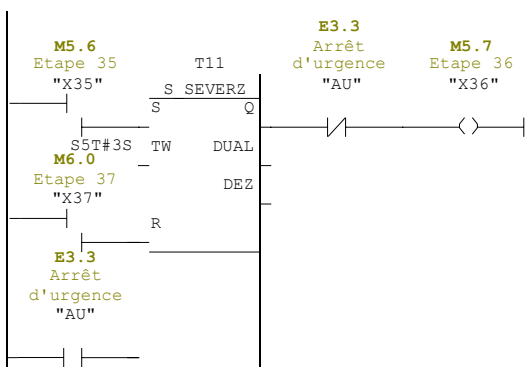 E3.3
M5.6 Arrêt M5.7
Etape 35 T11 d'urgence Etape 36
"X35" "AU" "X36"
S_SEVERZ
S Q
S5T#3S TW DUAL
M6.0
Etape 37 DEZ
"X37"
R
E3.3
Arrêt
d'urgence
"AU"